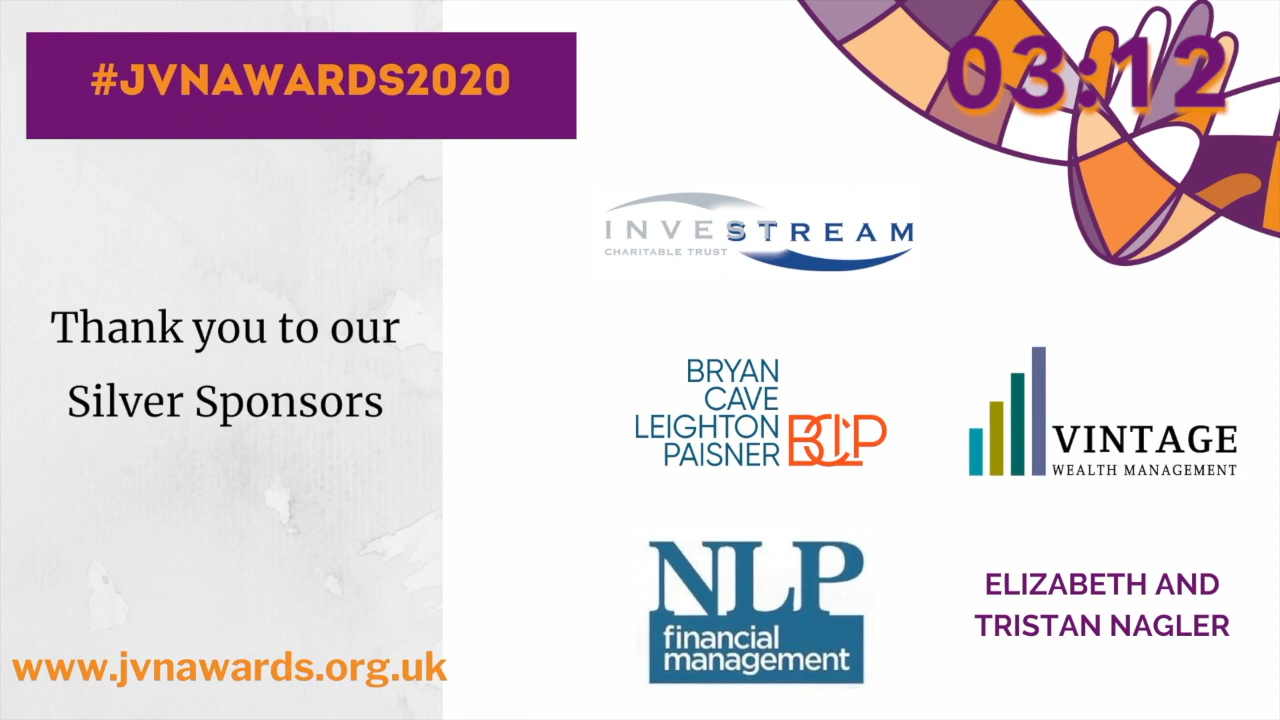 #JVNAWARDS2020
03:12
INVESTREAM
CHARITABLE TRUST
Thank you to our
Silver Sponsors
BRYAN
CAVE
LEIGHTON
PAISNER
BCLP
VINTAGE
WEALTH MANAGEMENT
NLP
financial
management
ELIZABETH AND
TRISTAN NAGLER
www.jvnawards.org.uk